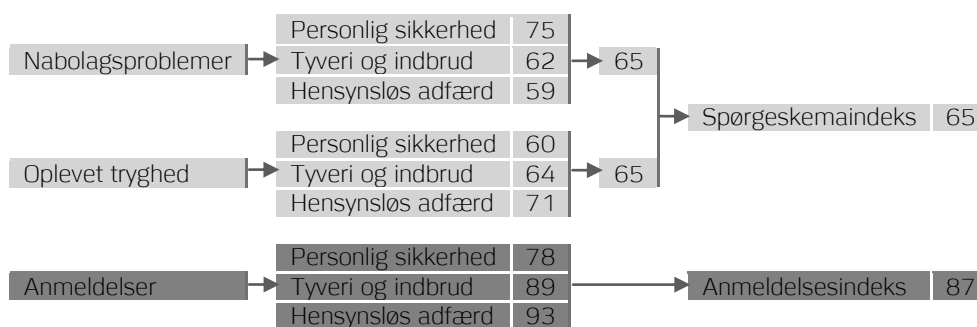 Personlig sikkerhed 75
Nabolagsproblemer Tyveri og indbrud 62 65
Hensynsløs adfærd 59
Spørgeskemaindeks 65
Personlig sikkerhed 60
Oplevet tryghed Tyveri og indbrud 64 65
Hensynsløs adfærd 71
Personlig sikkerhed 78
Anmeldelser Tyveri og indbrud 89 Anmeldelsesindeks 87
Hensynsløs adfærd 93